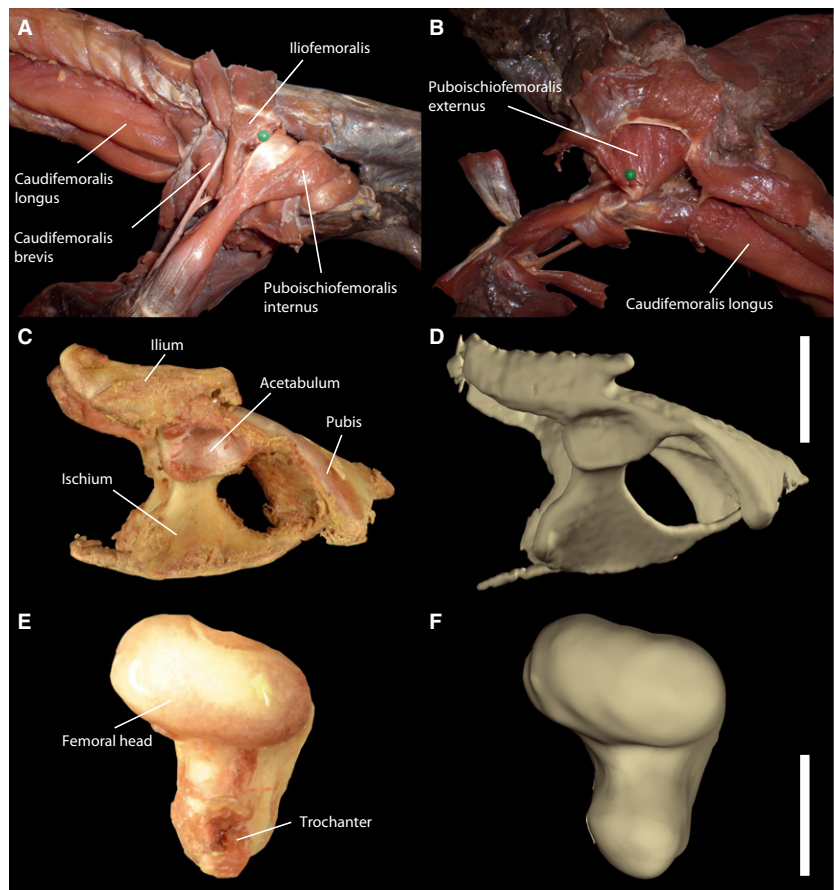 A
Iliofemoralis
Caudifemoralis
longus
Caudifemoralis
brevis
Puboischiofemoralis
internus
B
Puboischiofemoralis
externus
Caudifemoralis longus
C
Ilium
Acetabulum
Pubis
Ischium
D
E
Femoral head
Trochanter
F